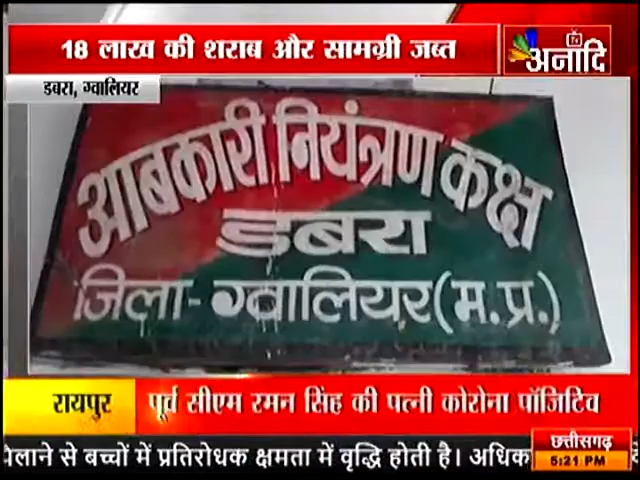 18 लाख की शराब और सामग्री जब्त
TV
अनादि
डबरा, ग्वालियर
आबकारी नियंत्रण कक्ष
डबरा
जिला-ग्वालियर(म.प्र.)
रायपुर
पूर्व सीएम रमन सिंह की पत्नी कोरोना पॉजिटिव
पेलाने से बच्चों में प्रतिरोधक क्षमता में वृद्धि होती है। अधिक
छत्तीसगढ़
5:21 PM